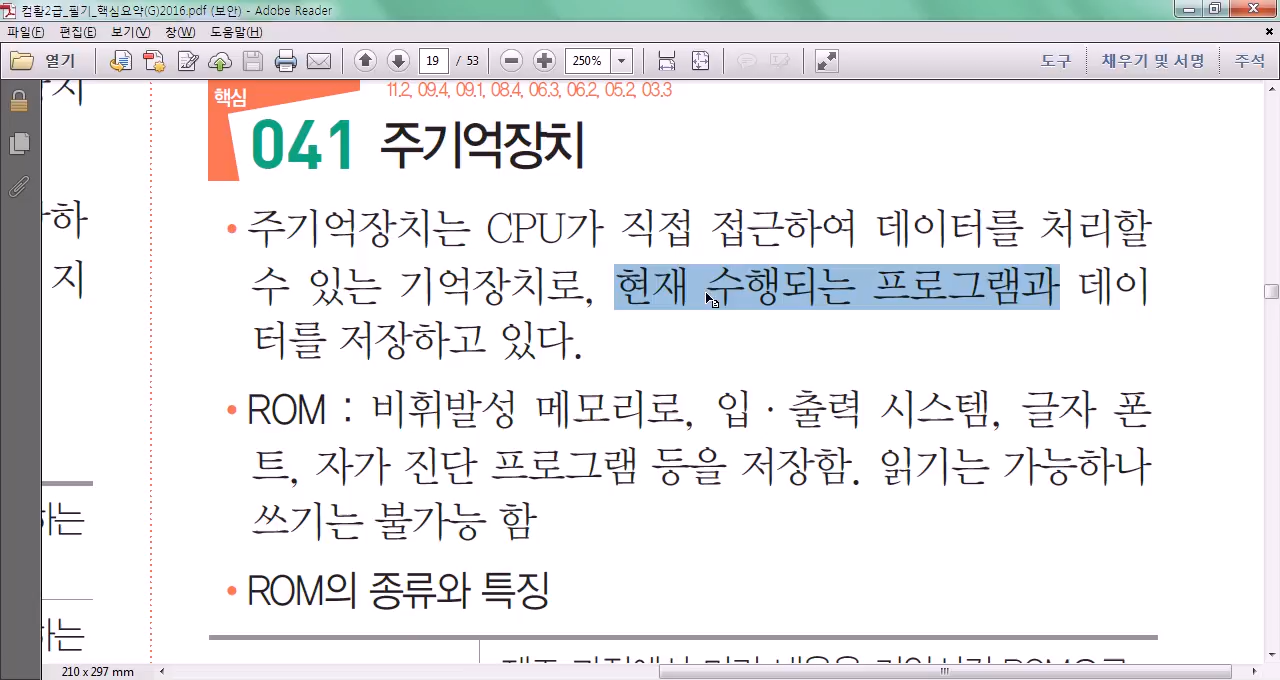 컴활2급_필기_핵심요약(G)2016.pdf (보안) - Adobe Reader
파일(F) 편집(E) 보기(V) 창(W) 도움말(H)
열기 19 / 53 250% 도구 채우기 및 서명 주석
핵심 11.2, 09.4, 09.1, 08.4, 06.3, 06.2, 05.2, 03.3
041 주기억장치
• 주기억장치는 CPU가 직접 접근하여 데이터를 처리할
수 있는 기억장치로, 현재 수행되는 프로그램과 데이
터를 저장하고 있다.
• ROM : 비휘발성 메모리로, 입·출력 시스템, 글자 폰
트, 자가 진단 프로그램 등을 저장함. 읽기는 가능하나
쓰기는 불가능 함
• ROM의 종류와 특징
하
지
하는
하는
210 x 297 mm